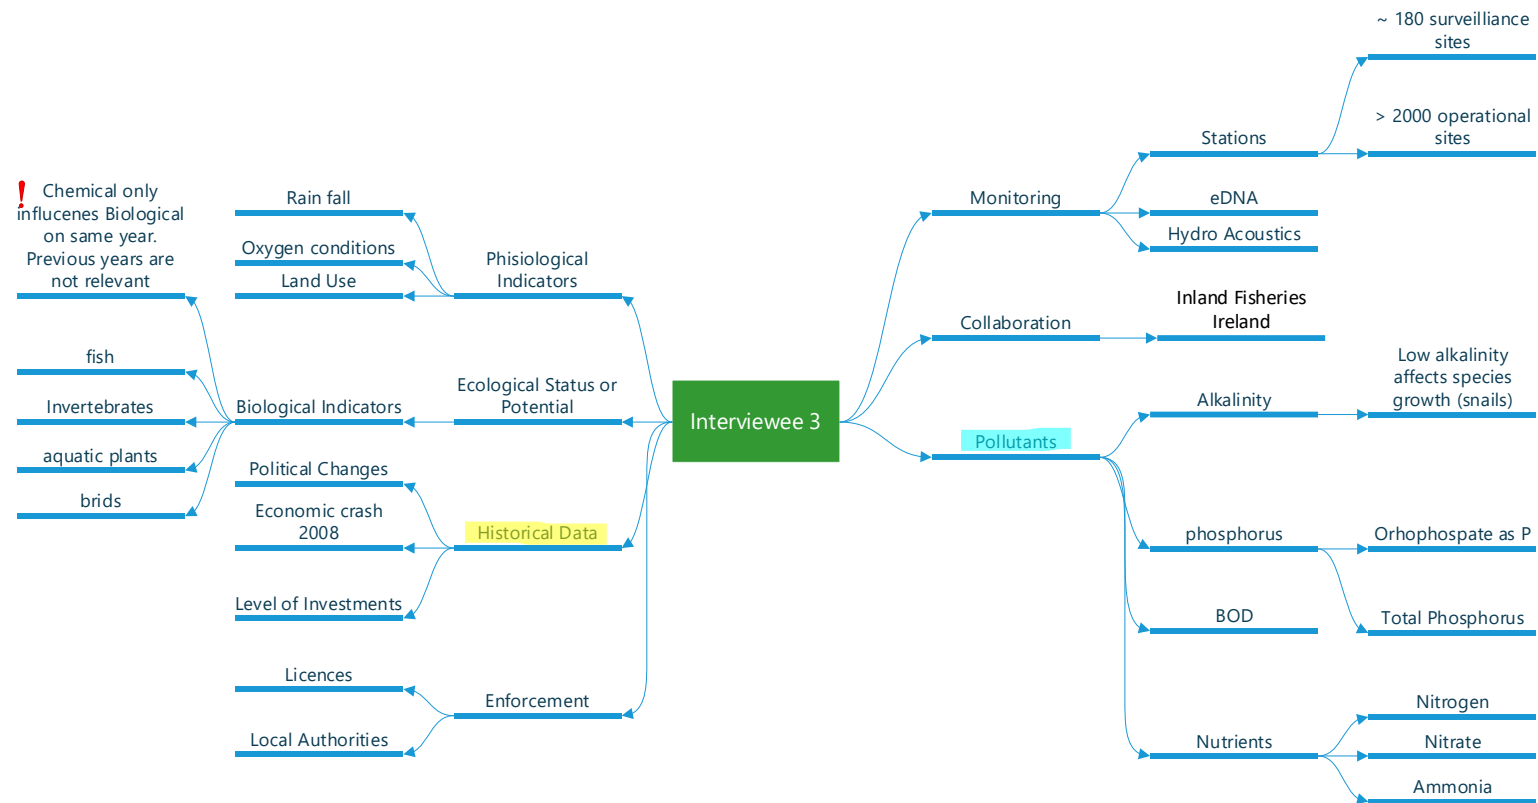 ~ 180 surveilliance
sites
> 2000 operational
sites
Stations
Monitoring
eDNA
Hydro Acoustics
Inland Fisheries
Ireland
Collaboration
Low alkalinity
affects species
growth (snails)
Alkalinity
Pollutants
phosphorus
Orhophospate as P
Total Phosphorus
BOD
Nitrogen
Nutrients
Nitrate
Ammonia
Interviewee 3
Rain fall
Oxygen conditions
Land Use
Phisiological
Indicators
! Chemical only
influcenes Biological
on same year.
Previous years are
not relevant
fish
Invertebrates
aquatic plants
brids
Biological Indicators
Ecological Status or
Potential
Political Changes
Economic crash
2008
Level of Investments
Historical Data
Licences
Local Authorities
Enforcement